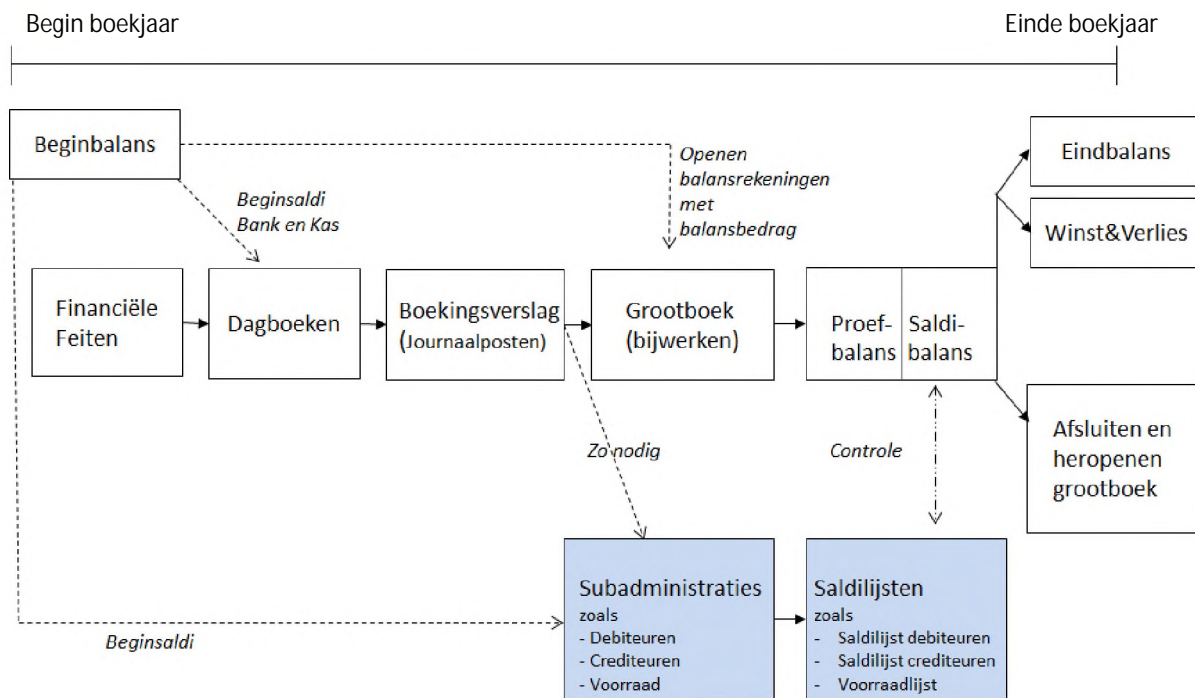 Begin boekjaar
Einde boekjaar
Beginbalans
Openen
balansrekeningen
met
balansbedrag
Eindbalans
Beginsaldi
Bank en Kas
Winst&Verlies
Financiële
Feiten
Dagboeken
Boekingsverslag
(Journaalposten)
Grootboek
(bijwerken)
Proef-
balans
Saldi-
balans
Afsluiten en
heropenen
grootboek
Zo nodig
Controle
Beginsaldi
Subadministraties
zoals
- Debiteuren
- Crediteuren
- Voorraad
Saldilijsten
zoals
- Saldilijst debiteuren
- Saldilijst crediteuren
- Voorraadlijst